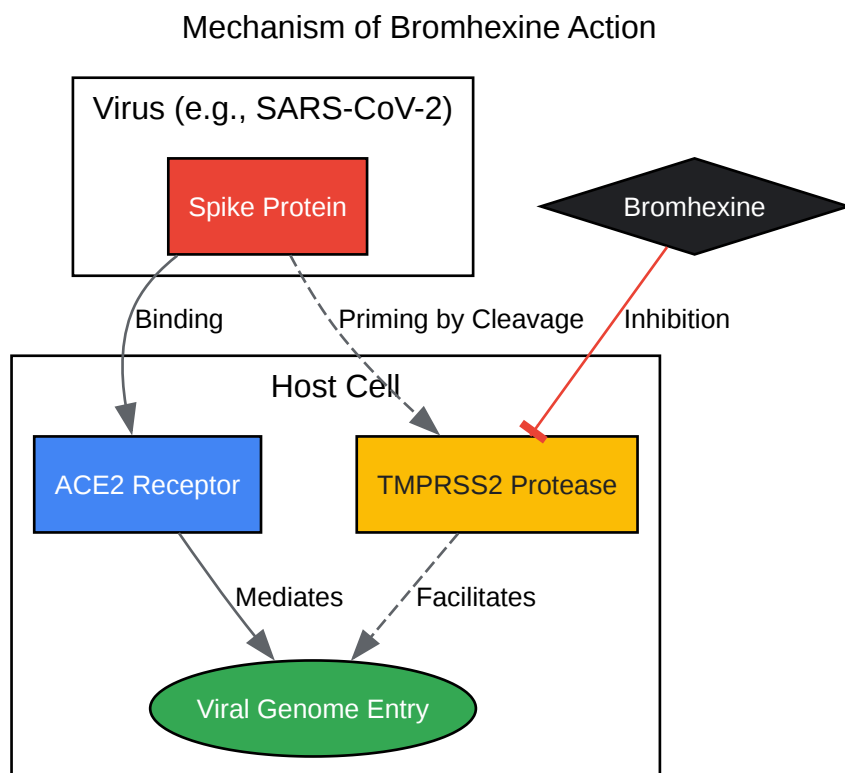 Mechanism of Bromhexine Action
Virus (e.g., SARS-CoV-2)
Spike Protein
Bromhexine
Binding
Priming by Cleavage
Inhibition
Host Cell
ACE2 Receptor
TMPRSS2 Protease
Mediates
Facilitates
Viral Genome Entry